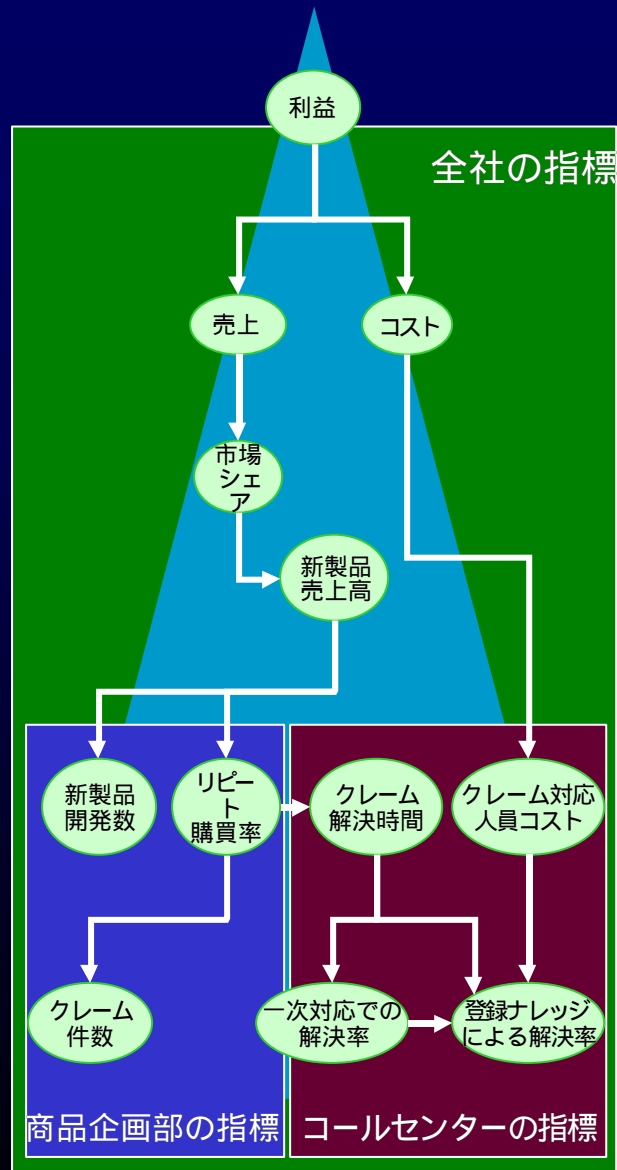 利益
全社の指標
売上
コスト
市場
シェ
ア
新製品
売上高
新製品
開発数
リピー
ト
購買率
クレーム
解決時間
クレーム対応
人員コスト
クレーム
件数
一次対応での
解決率
登録ナレッジ
による解決率
商品企画部の指標
コールセンターの指標